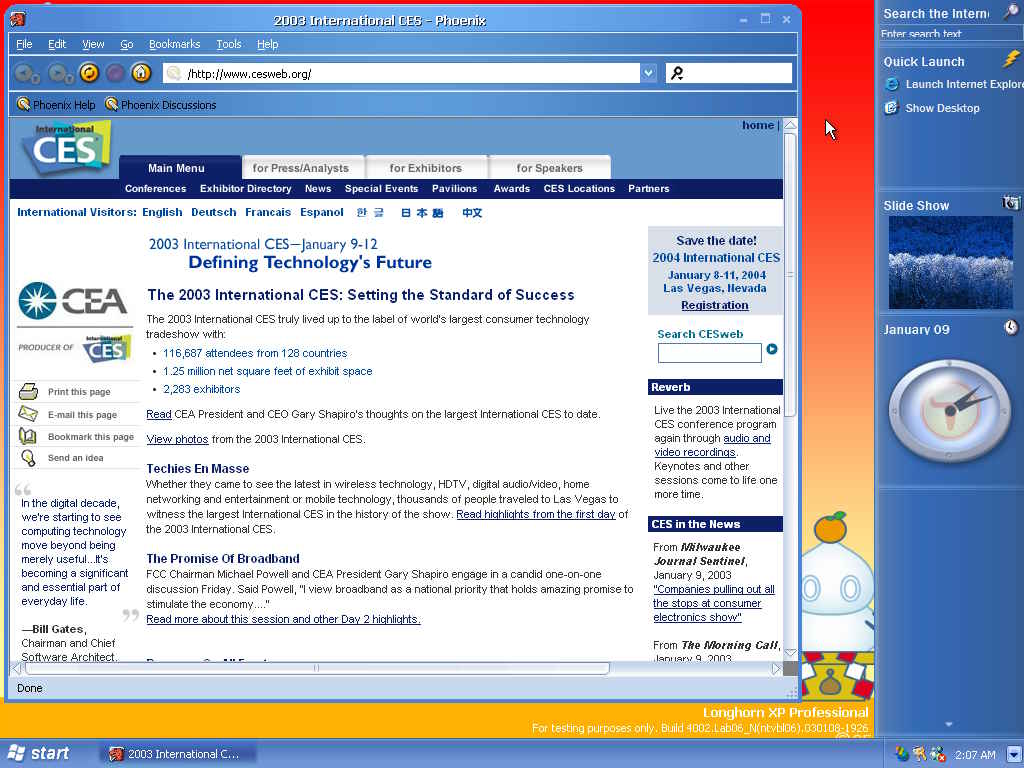 2003 International CES - Phoenix
File Edit View Go Bookmarks Tools Help
/http://www.cesweb.org/
Phoenix Help Phoenix Discussions
International
CES
home |
Main Menu for Press/Analysts for Exhibitors for Speakers
Conferences Exhibitor Directory News Special Events Pavilions Awards CES Locations Partners
International Visitors: English Deutsch Francais Espanol 한글 日本語 中文
2003 International CES—January 9-12
Defining Technology's Future
CEA
PRODUCER OF
International
CES
Print this page
E-mail this page
Bookmark this page
Send an idea
“
In the digital decade,
we're starting to see
computing technology
move beyond being
merely useful...it's
becoming a significant
and essential part of
everyday life.
”
—Bill Gates,
Chairman and Chief
Software Architect,
The 2003 International CES: Setting the Standard of Success
The 2003 International CES truly lived up to the label of world's largest consumer technology
tradeshow with:
• 116,687 attendees from 128 countries
• 1.25 million net square feet of exhibit space
• 2,283 exhibitors
Read CEA President and CEO Gary Shapiro's thoughts on the largest International CES to date.
View photos from the 2003 International CES.
Techies En Masse
Whether they came to see the latest in wireless technology, HDTV, digital audio/video, home
networking and entertainment or mobile technology, thousands of people traveled to Las Vegas to
witness the largest International CES in the history of the show. Read highlights from the first day of
the 2003 International CES.
The Promise Of Broadband
FCC Chairman Michael Powell and CEA President Gary Shapiro engage in a candid one-on-one
discussion Friday. Said Powell, "I view broadband as a national priority that holds amazing promise to
stimulate the economy...."
Read more about this session and other Day 2 highlights.
Save the date!
2004 International CES
January 8-11, 2004
Las Vegas, Nevada
Registration
Search CESweb
Reverb
Live the 2003 International
CES conference program
again through audio and
video recordings.
Keynotes and other
sessions come to life one
more time.
CES in the News
From Milwaukee
Journal Sentinel,
January 9, 2003
"Companies pulling out all
the stops at consumer
electronics show"
From The Morning Call,
January 9, 2003
Done
Search the Intern
Enter search text
Quick Launch
Launch Internet Explore
Show Desktop
Slide Show
January 09
Longhorn XP Professional
For testing purposes only. Build 4002.Lab06_N(ntvbl06).030108-1926
start
2003 International C...
2:07 AM